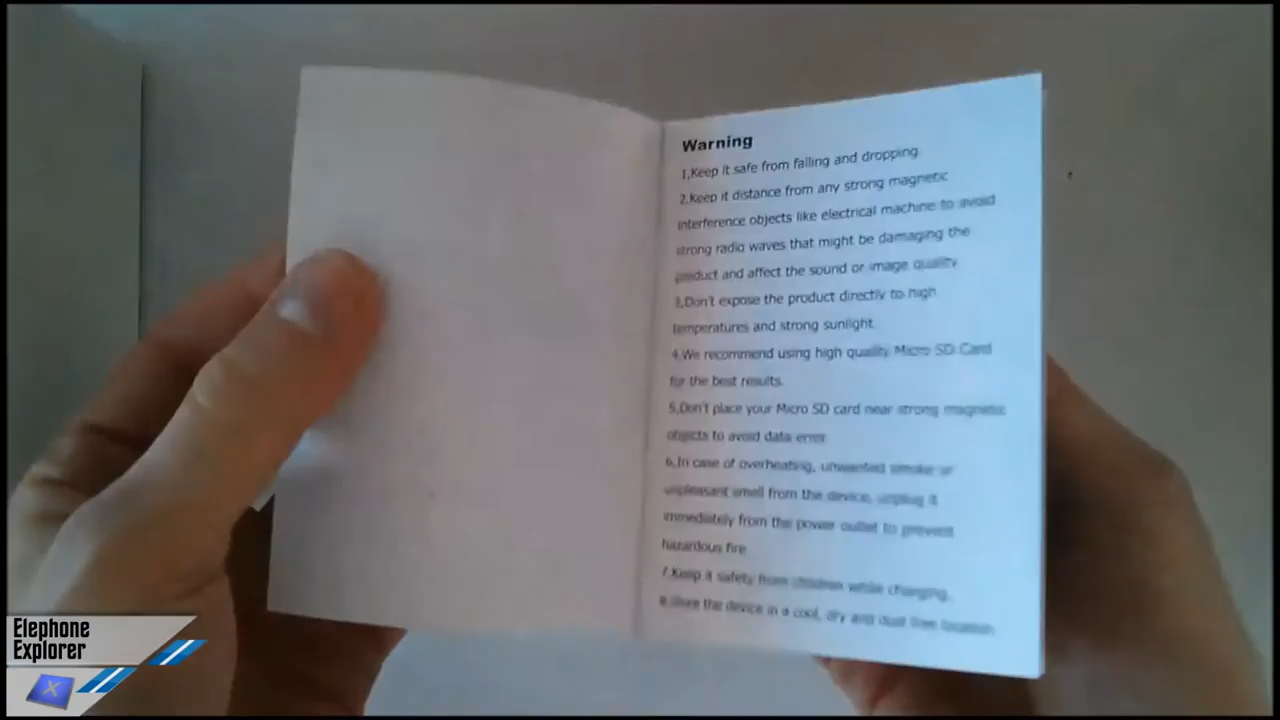 Warning
1,Keep it safe from falling and dropping.
2,Keep it distance from any strong magnetic
interference objects like electrical machine to avoid
strong radio waves that might be damaging the
product and affect the sound or image quality.
3,Don't expose the product directly to high
temperatures and strong sunlight.
4,We recommend using high quality Micro SD Card
for the best results.
5,Don't place your Micro SD card near strong magnetic
objects to avoid data error.
6,In case of overheating, unwanted smoke or
unpleasant smell from the device, unplug it
immediately from the power outlet to prevent
hazardous fire
7,Keep it safety from children while charging.
8,Store the device in a cool, dry and dust free location.
Elephone
Explorer
X